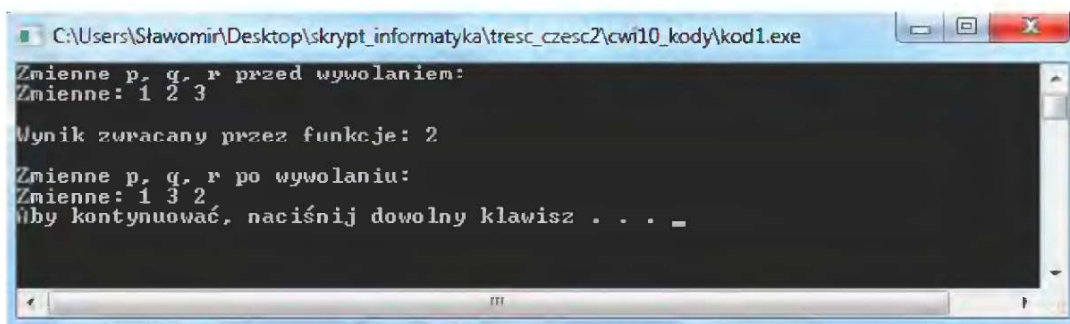 C:\Users\Sławomir\Desktop\skrypt_informatyka\tresc_czesc2\cwi10_kody\kod1.exe
Zmienne p, q, r przed wywolaniem:
Zmienne: 1 2 3
Wynik zwracany przez funkcje: 2
Zmienne p, q, r po wywolaniu:
Zmienne: 1 3 2
Aby kontynuować, naciśnij dowolny klawisz . . . _